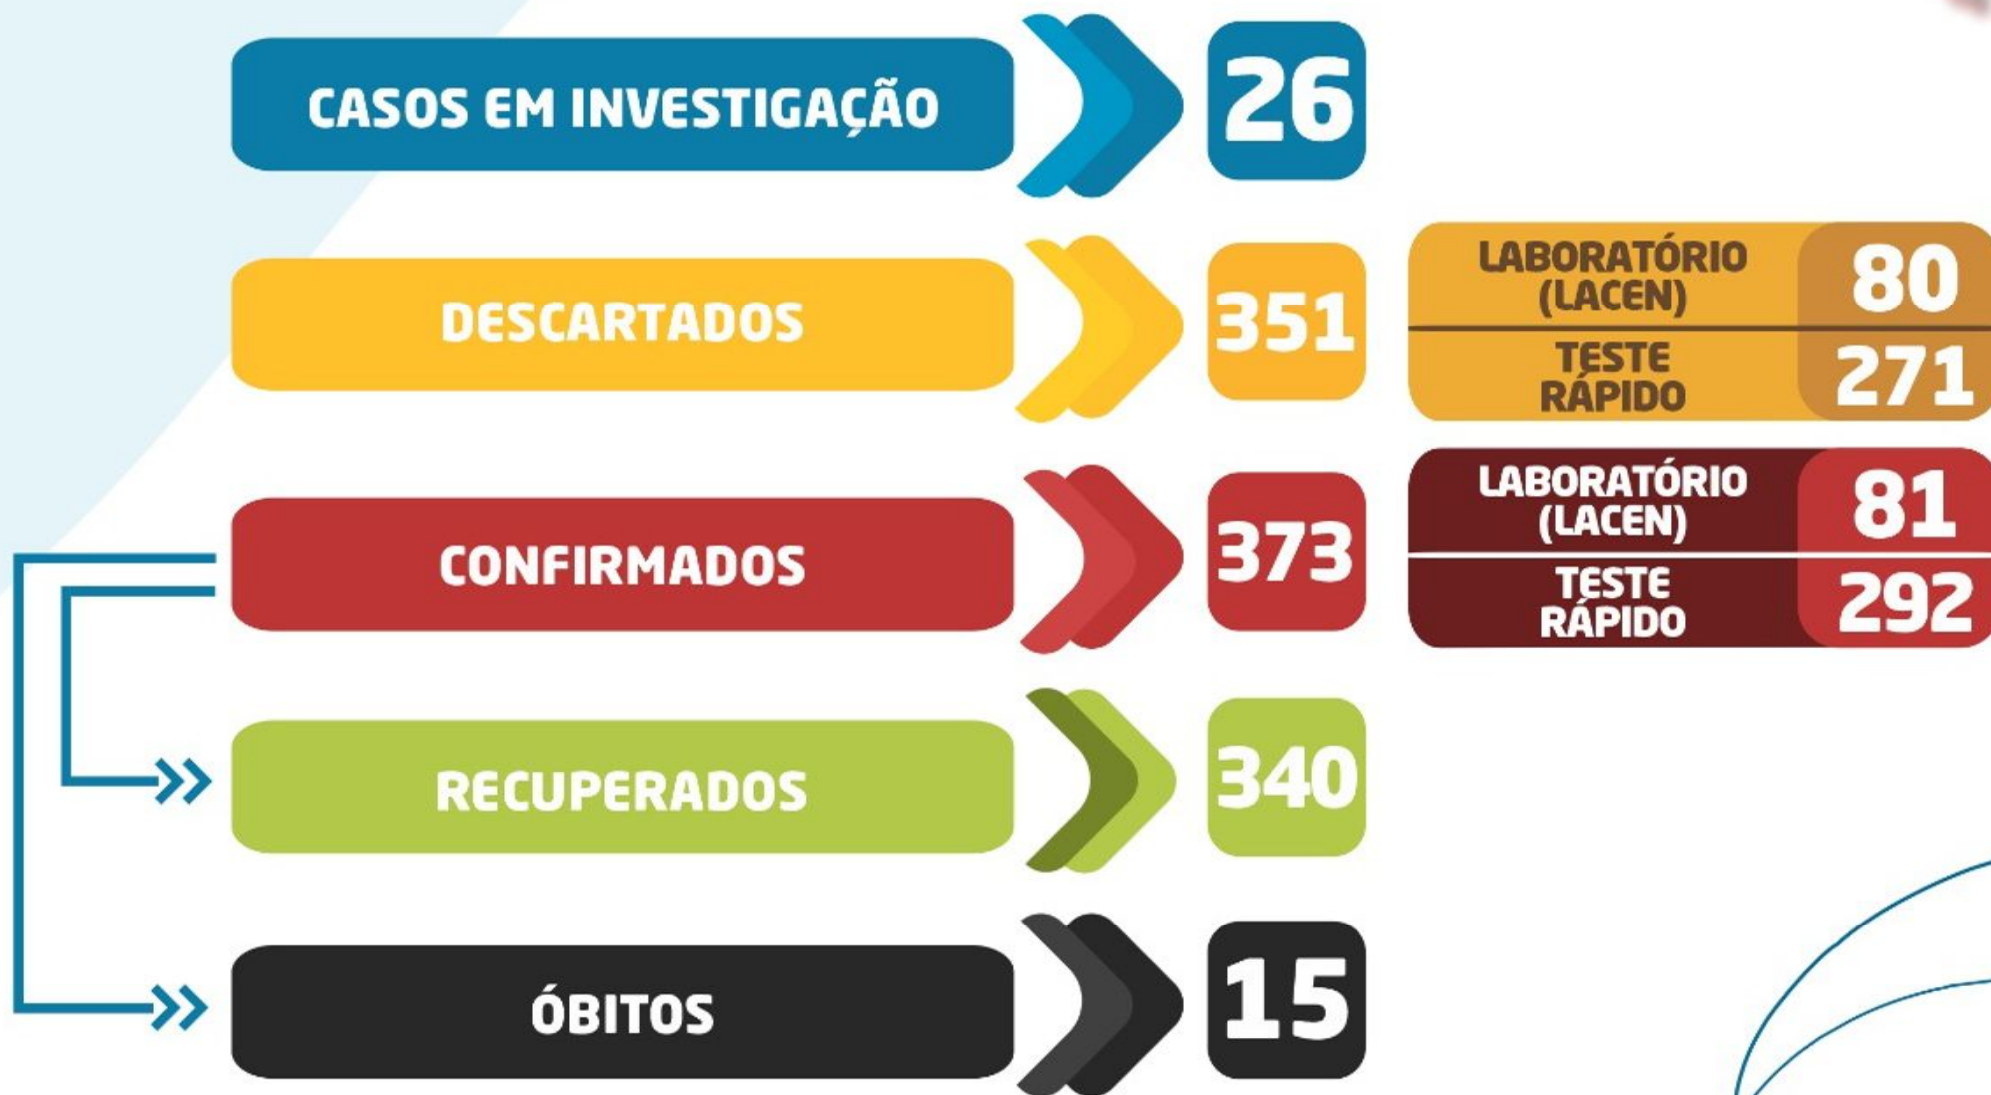 CASOS EM INVESTIGAÇÃO
26
DESCARTADOS
351
LABORATÓRIO
(LACEN)
80
TESTE
RÁPIDO
271
CONFIRMADOS
373
LABORATÓRIO
(LACEN)
81
TESTE
RÁPIDO
292
RECUPERADOS
340
ÓBITOS
15